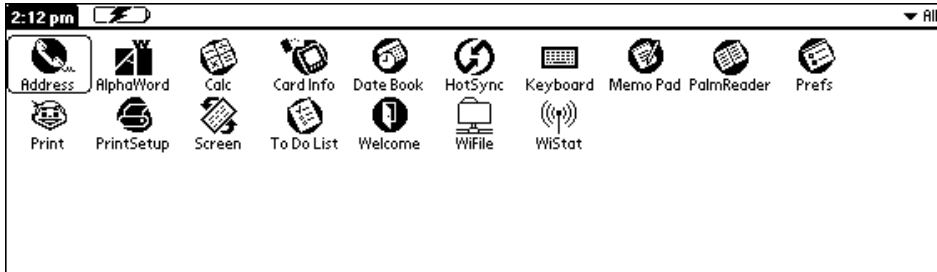 2:12 pm All
Address AlphaWord Calc Card Info Date Book HotSync Keyboard Memo Pad PalmReader Prefs
Print PrintSetup Screen To Do List Welcome WiFile WiStat